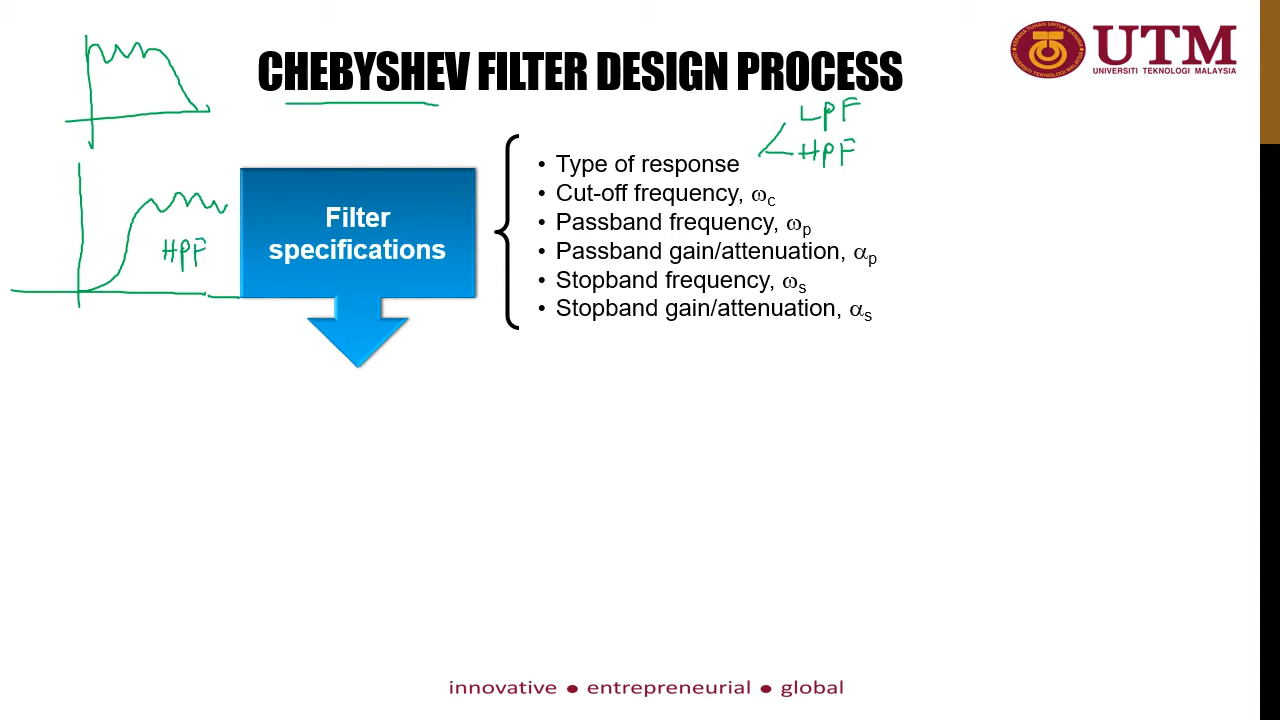 CHEBYSHEV FILTER DESIGN PROCESS
UTM
UNIVERSITI TEKNOLOGI MALAYSIA
LPF
HPF
HPF
Filter
specifications
• Type of response
• Cut-off frequency, ωc
• Passband frequency, ωp
• Passband gain/attenuation, αp
• Stopband frequency, ωs
• Stopband gain/attenuation, αs
innovative ● entrepreneurial ● global